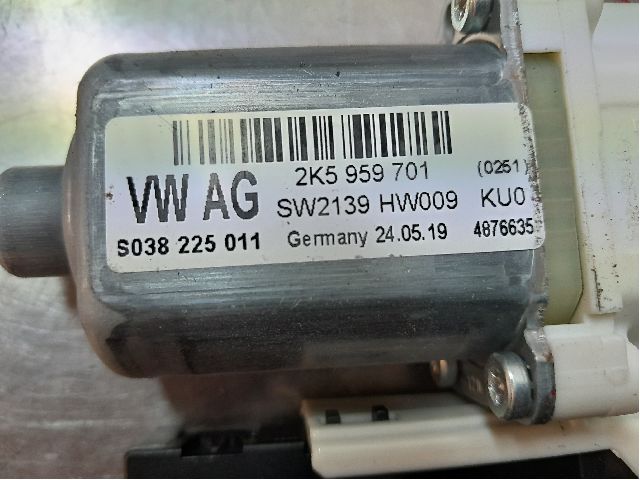 VW AG 2K5 959 701 (0251)
SW2139 HW009 KU0
S038 225 011 Germany 24.05.19 4876635